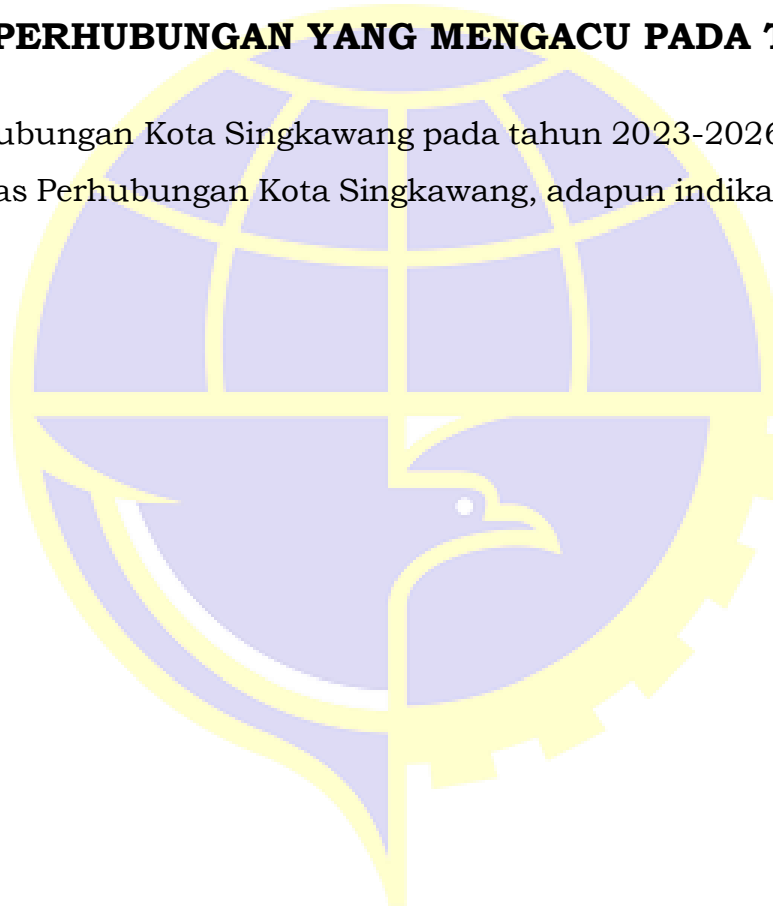 PERHUBUNGAN YANG MENGACU PADA
ubungan Kota Singkawang pada tahun 2023-2026
as Perhubungan Kota Singkawang, adapun indika